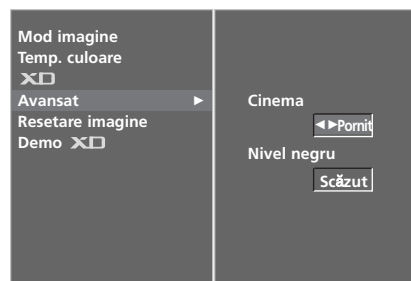 Mod imagine
Temp. culoare
XD
Avansat ►
Resetare imagine
Demo XD
Cinema
◄►Pornit
Nivel negru
Scăzut